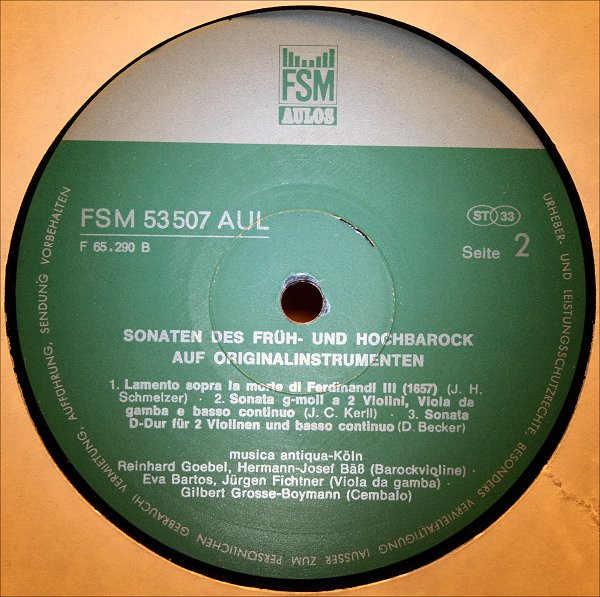 FSM
AULOS
FSM 53507 AUL
F 65.290 B
ST 33
Seite 2
SONATEN DES FRÜH- UND HOCHBAROCK
AUF ORIGINALINSTRUMENTEN
1. Lamento sopra la morte di Ferdinandi III (1657) (J. H.
Schmelzer) · 2. Sonata g-moll a 2 Violini, Viola da
gamba e basso continuo (J. C. Kerll) · 3. Sonata
D-Dur für 2 Violinen und basso continuo (D. Becker)
musica antiqua-Köln
Reinhard Goebel, Hermann-Josef Bäß (Barockvioline) ·
Eva Bartos, Jürgen Fichtner (Viola da gamba) ·
Gilbert Grosse-Boymann (Cembalo)
URHEBER- UND LEISTUNGSSCHUTZRECHTE, BESONDERS VERVIELFÄLTIGUNG (AUSSER ZUM PERSÖNLICHEN GEBRAUCH) VERMIETUNG, AUFFÜHRUNG, SENDUNG VORBEHALTEN